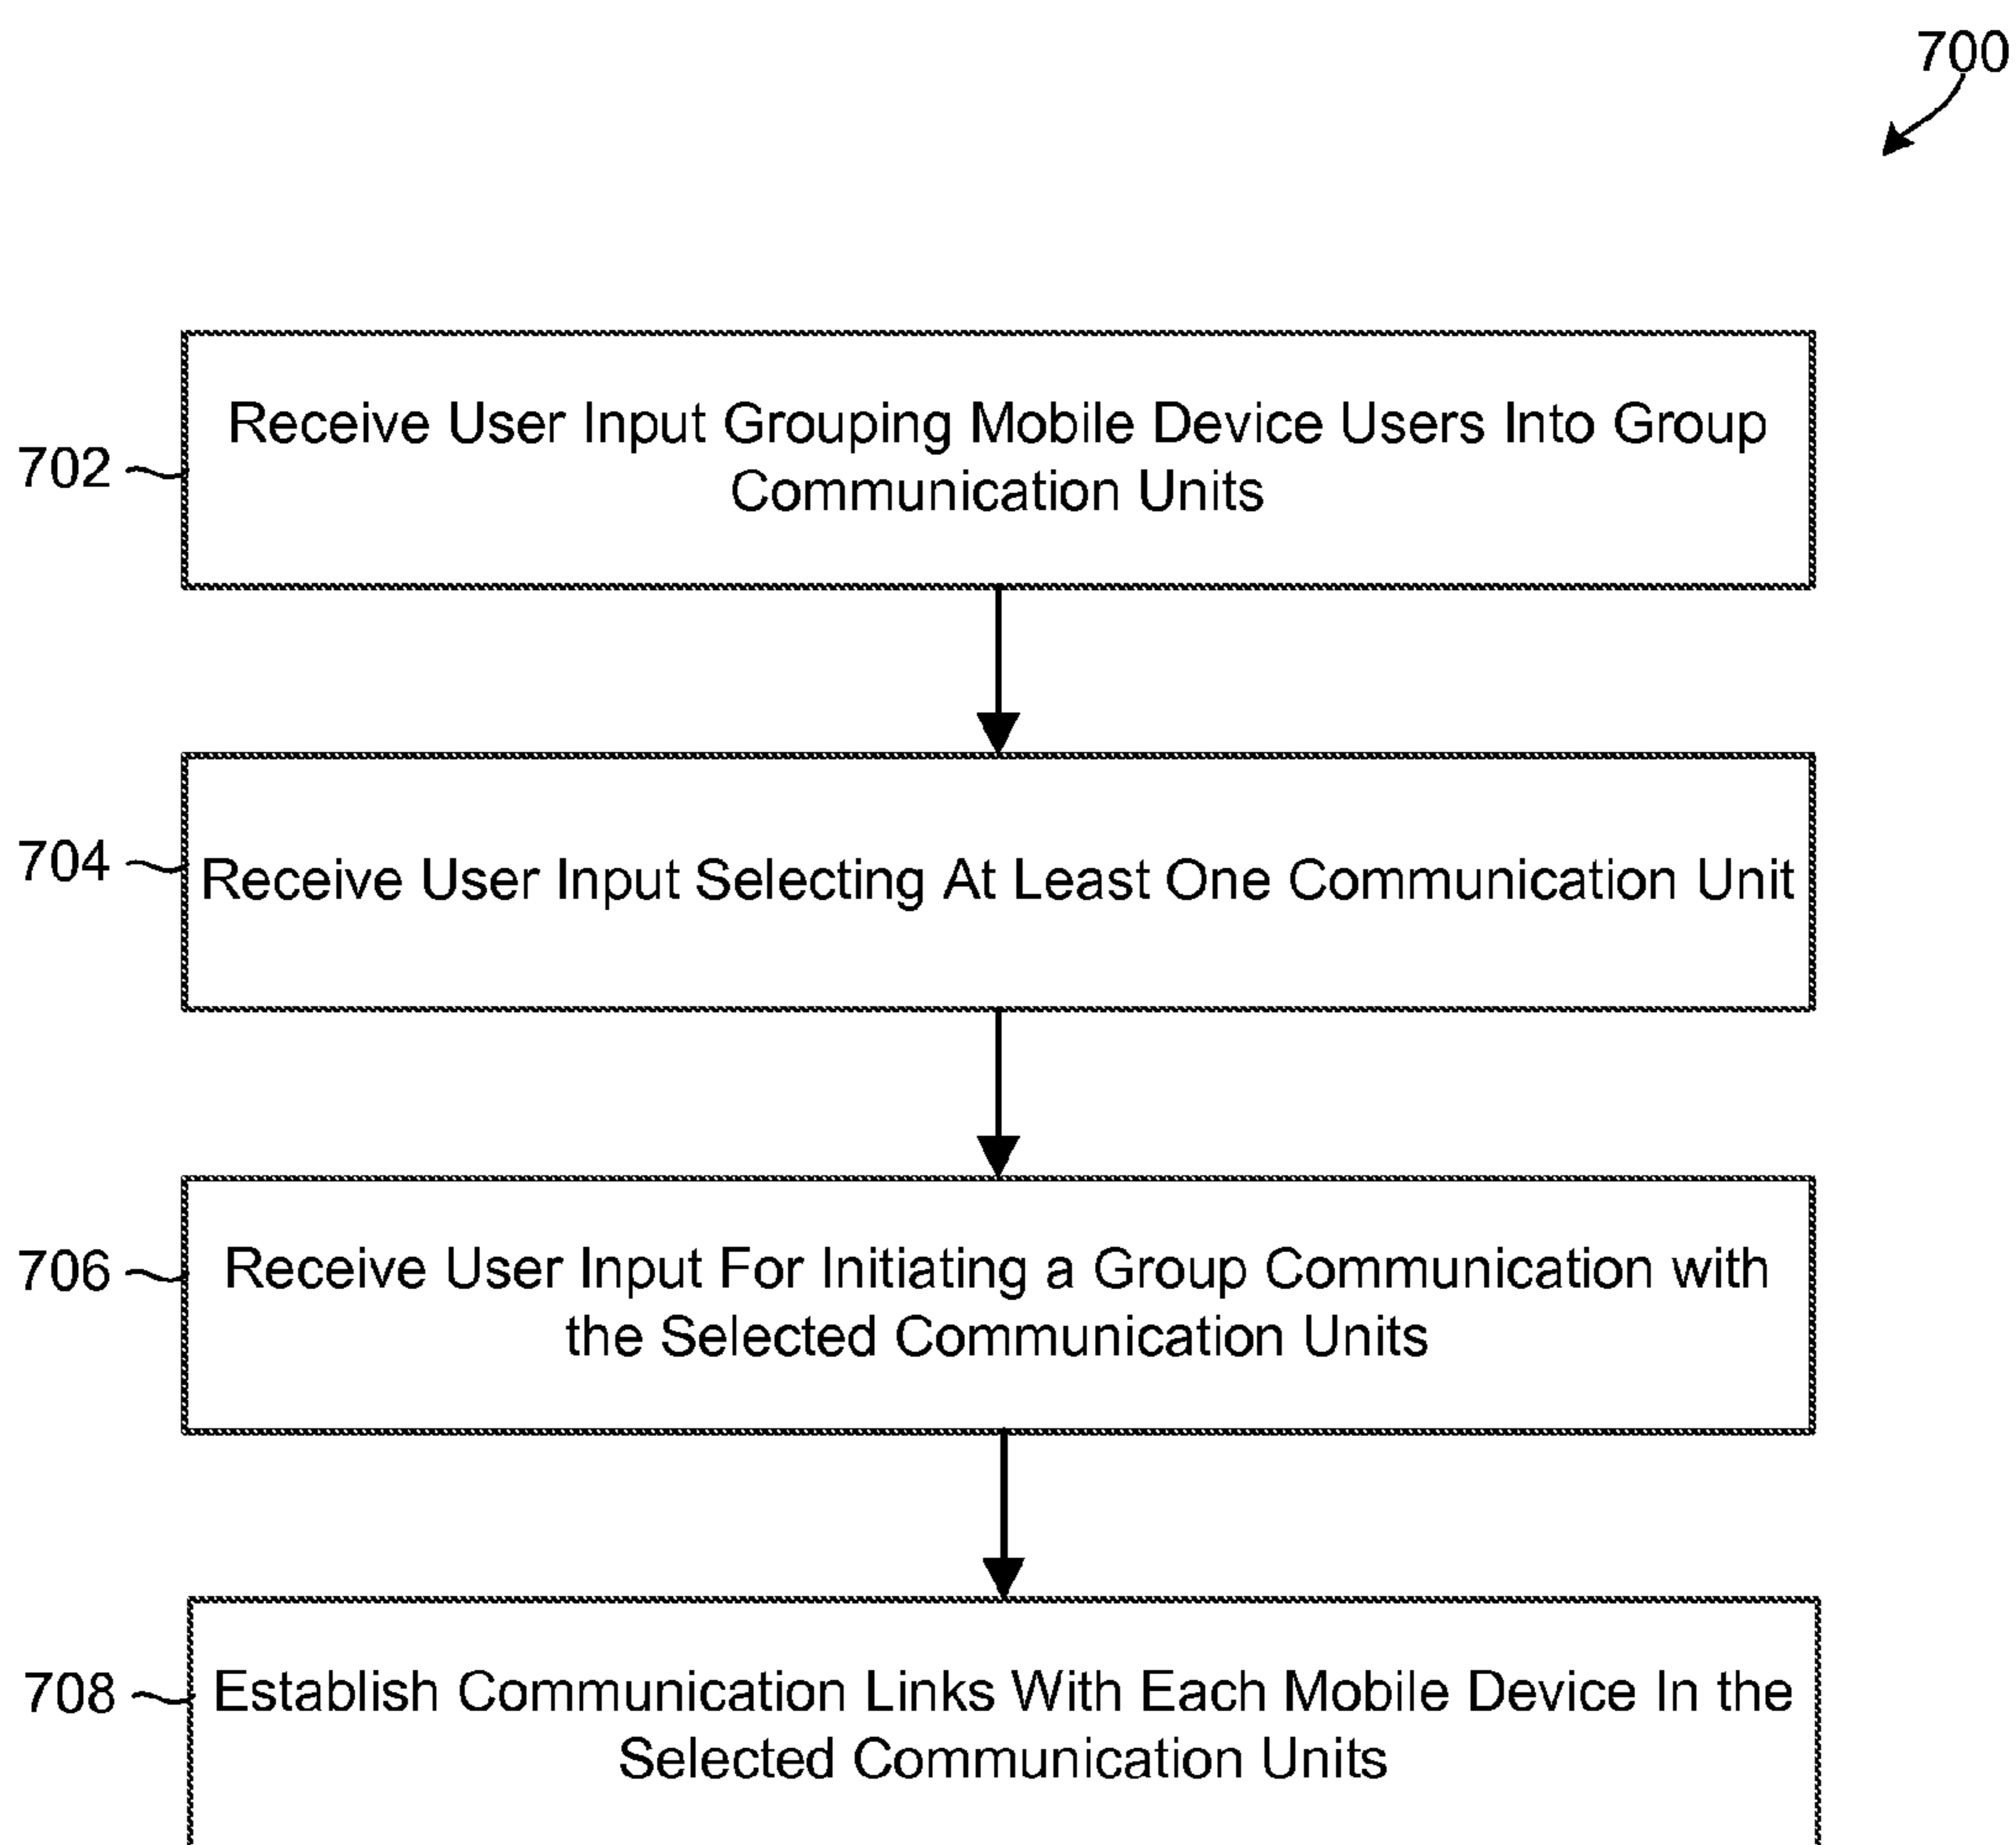 700
702
Receive User Input Grouping Mobile Device Users Into Group
Communication Units
704
Receive User Input Selecting At Least One Communication Unit
706
Receive User Input For Initiating a Group Communication with
the Selected Communication Units
708
Establish Communication Links With Each Mobile Device In the
Selected Communication Units